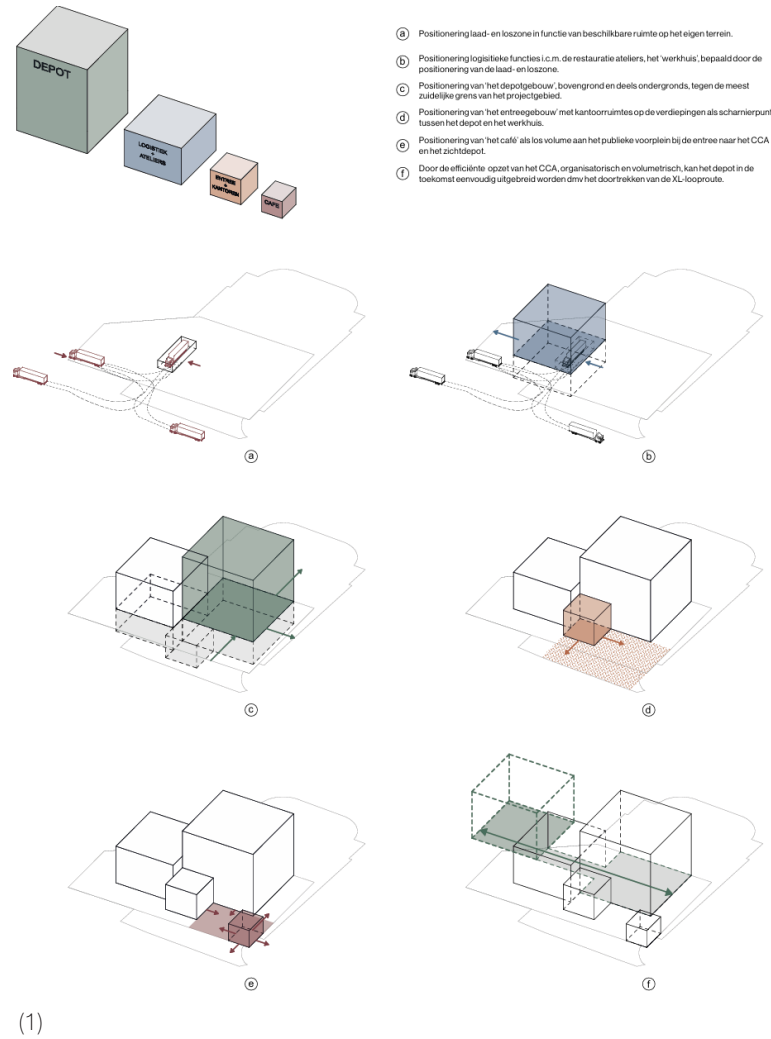 DEPOT
LOGISTIEK
+
ATELIERS
ENTREE
+
KANTOREN
CAFE
a Positionering laad- en loszone in functie van beschilkbare ruimte op het eigen terrein.
b Positionering logisitieke functies i.c.m. de restauratie ateliers, het 'werkhuis', bepaald door de
positionering van de laad- en loszone.
c Positionering van 'het depotgebouw', bovengrond en deels ondergronds, tegen de meest
zuidelijke grens van het projectgebied.
d Positionering van 'het entreegebouw' met kantoorruimtes op de verdiepingen als scharnierpunt
tussen het depot en het werkhuis.
e Positionering van 'het café' als los volume aan het publieke voorplein bij de entree naar het CCA
en het zichtdepot.
f Door de efficiënte opzet van het CCA, organisatorisch en volumetrisch, kan het depot in de
toekomst eenvoudig uitgebreid worden dmv het doortrekken van de XL-looproute.
a
b
c
d
e
f
(1)